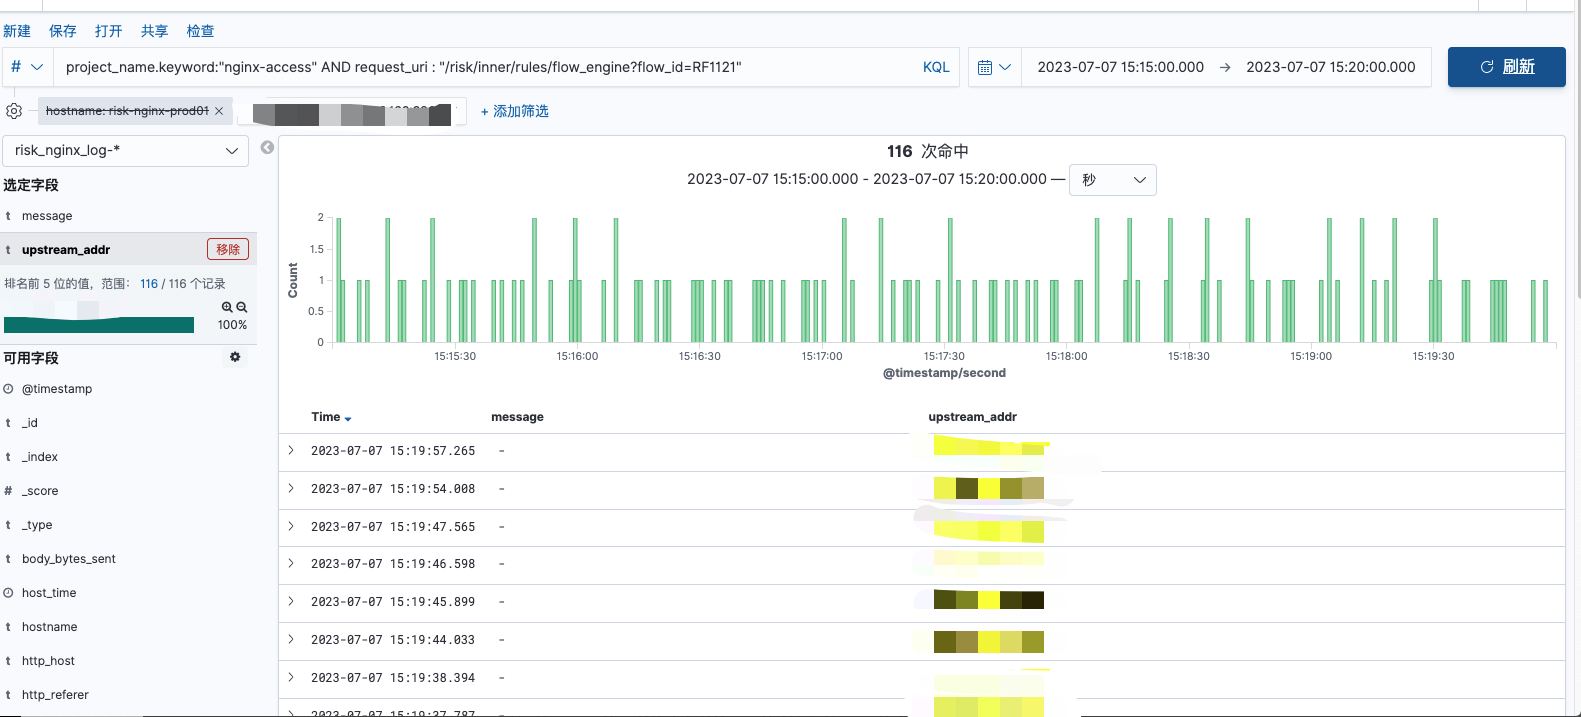 新建 保存 打开 共享 检查
# project_name.keyword:"nginx-access" AND request_uri : "/risk/inner/rules/flow_engine?flow_id=RF1121" KQL 2023-07-07 15:15:00.000 → 2023-07-07 15:20:00.000 刷新
hostname: risk-nginx-prod01 × + 添加筛选
risk_nginx_log-*
选定字段
t message
t upstream_addr 移除
排名前 5 位的值，范围： 116 / 116 个记录
100%
可用字段
@timestamp
t _id
t _index
# _score
t _type
t body_bytes_sent
host_time
t hostname
t http_host
t http_referer
116 次命中
2023-07-07 15:15:00.000 - 2023-07-07 15:20:00.000 — 秒
2
1.5
1
0.5
0
Count
15:15:30 15:16:00 15:16:30 15:17:00 15:17:30 15:18:00 15:18:30 15:19:00 15:19:30
@timestamp/second
Time message upstream_addr
2023-07-07 15:19:57.265 -
2023-07-07 15:19:54.008 -
2023-07-07 15:19:47.565 -
2023-07-07 15:19:46.598 -
2023-07-07 15:19:45.899 -
2023-07-07 15:19:44.033 -
2023-07-07 15:19:38.394 -
2023-07-07 15:19:37.787 -